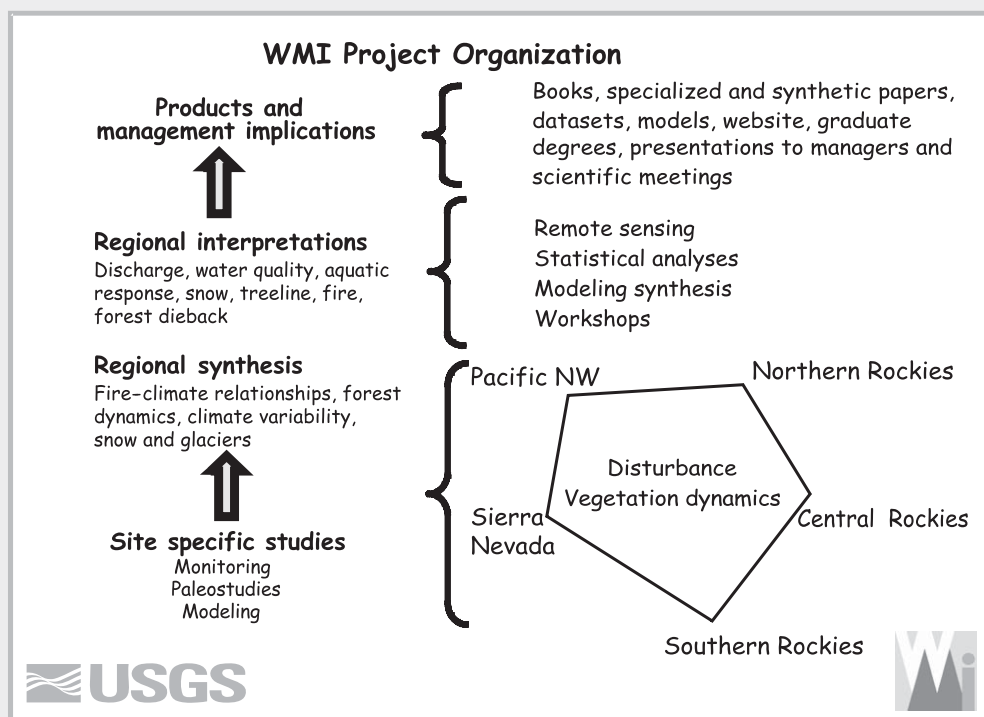 WMI Project Organization
Products and
management implications
Books, specialized and synthetic papers,
datasets, models, website, graduate
degrees, presentations to managers and
scientific meetings
Regional interpretations
Discharge, water quality, aquatic
response, snow, treeline, fire,
forest dieback
Remote sensing
Statistical analyses
Modeling synthesis
Workshops
Regional synthesis
Fire-climate relationships, forest
dynamics, climate variability,
snow and glaciers
Site specific studies
Monitoring
Paleostudies
Modeling
Pacific NW
Northern Rockies
Disturbance
Vegetation dynamics
Sierra
Nevada
Central Rockies
Southern Rockies
USGS
WMi